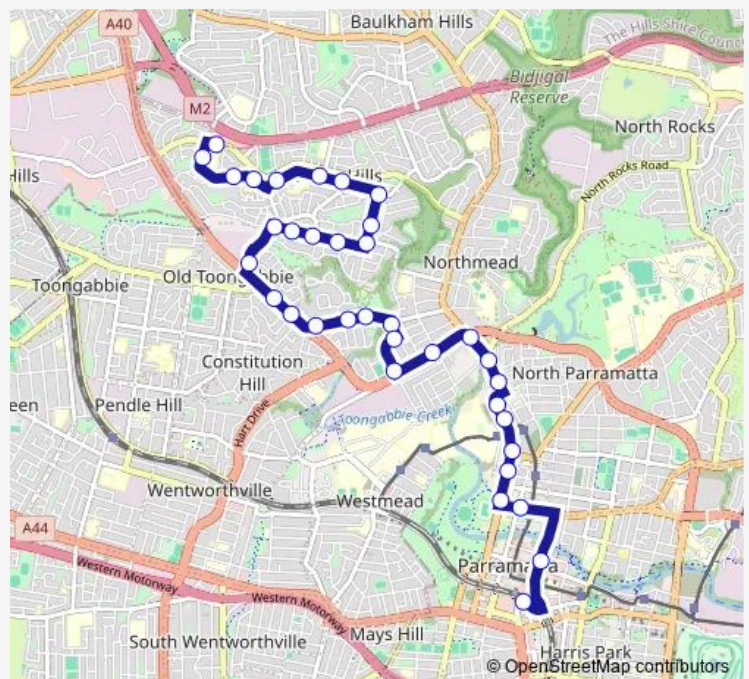 A40
Baulkham Hills
The Hills Shire Council
M2
Bidjigal
Reserve
North Rocks
Hills
ills
North Rocks Road
Old Toongabbie
Northmead
Toongabbie
Constitution
Hill
North Parramatta
een
Pendle Hill
Hart Drive
Toongabbie Creek
Wentworthville
Westmead
A44
Western Motorway
Western Motorway
Parramatta
South Wentworthville
Mays Hill
Harris Park
© OpenStreetMap contributors